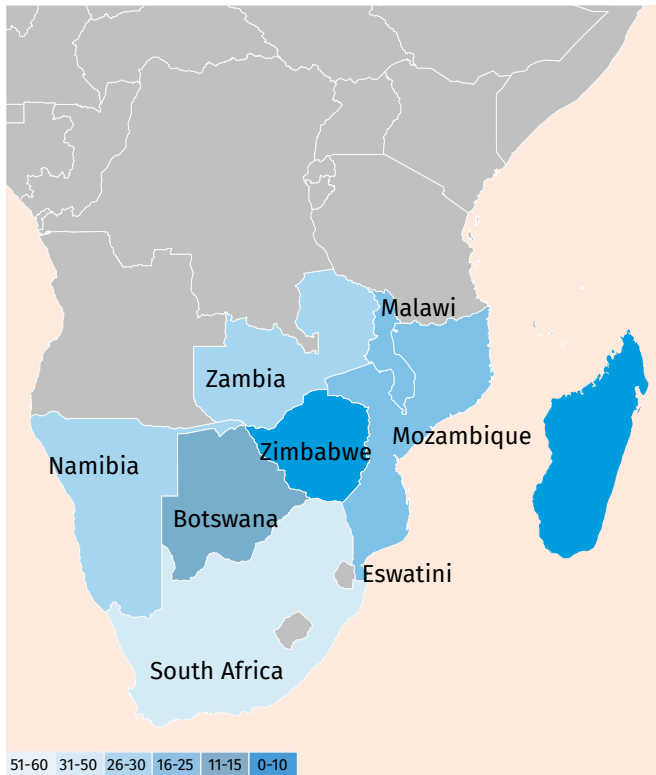 Malawi
Zambia
Mozambique
Zimbabwe
Namibia
Botswana
Eswatini
South Africa
51-60 31-50 26-30 16-25 11-15 0-10